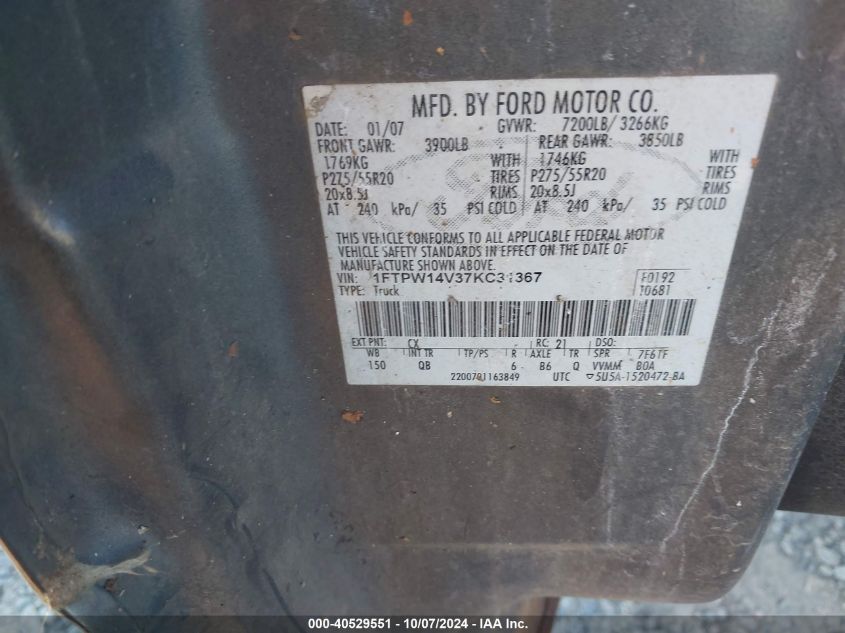 MFD. BY FORD MOTOR CO.
DATE: 01/07 GVWR: 7200LB/ 3266KG
FRONT GAWR: 3900LB REAR GAWR: 3850LB
1769KG WITH 1746KG WITH
P275/55R20 TIRES P275/55R20 TIRES
20x8.5J RIMS 20x8.5J RIMS
AT 240 kPa/ 35 PSI COLD AT 240 kPa/ 35 PSI COLD
THIS VEHICLE CONFORMS TO ALL APPLICABLE FEDERAL MOTOR
VEHICLE SAFETY STANDARDS IN EFFECT ON THE DATE OF
MANUFACTURE SHOWN ABOVE.
VIN: 1FTPW14V37KC31367 F0192
TYPE: Truck T0681
EXT PNT: CX RC: 21 DSO:
WB INT TR TP/PS R AXLE TR SPR 7F6TF
150 QB 6 B6 Q VVMM BOA
2200701163849 UTC ▽5U5A-1520472-BA
000-40529551 - 10/07/2024 - IAA Inc.